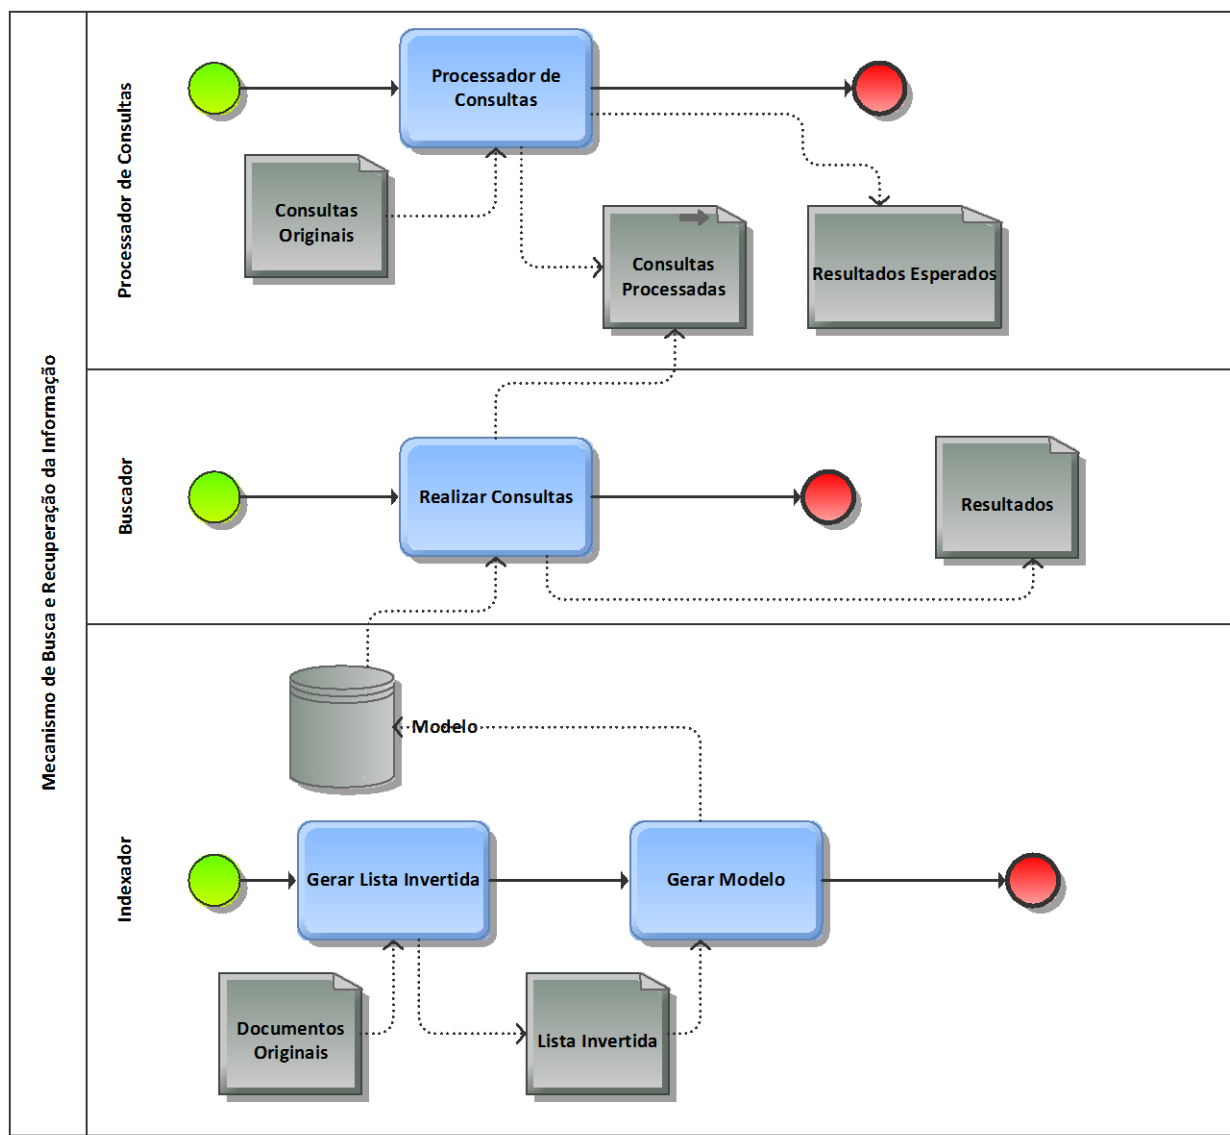 Mecanismo de Busca e Recuperação da Informação
Processador de Consultas
Processador de
Consultas
Consultas
Originais
Consultas
Processadas
Resultados Esperados
Buscador
Realizar Consultas
Resultados
Indexador
Modelo
Gerar Lista Invertida
Gerar Modelo
Documentos
Originais
Lista Invertida